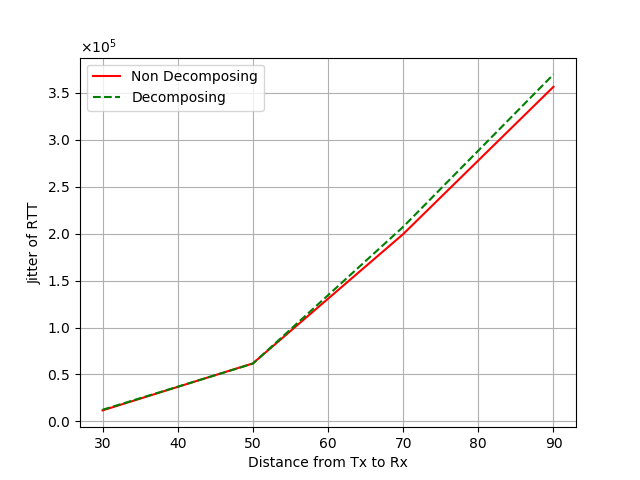 ×10⁵
Non Decomposing
Decomposing
3.5
3.0
2.5
2.0
1.5
1.0
0.5
0.0
Jitter of RTT
30 40 50 60 70 80 90
Distance from Tx to Rx